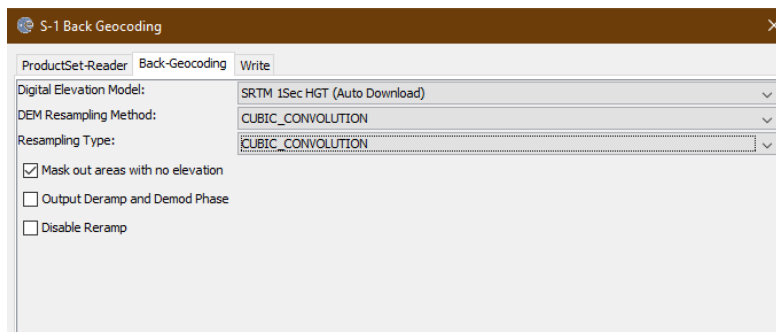 S-1 Back Geocoding
ProductSet-Reader Back-Geocoding Write
Digital Elevation Model: SRTM 1Sec HGT (Auto Download)
DEM Resampling Method: CUBIC_CONVOLUTION
Resampling Type: CUBIC_CONVOLUTION
Mask out areas with no elevation
Output Deramp and Demod Phase
Disable Reramp